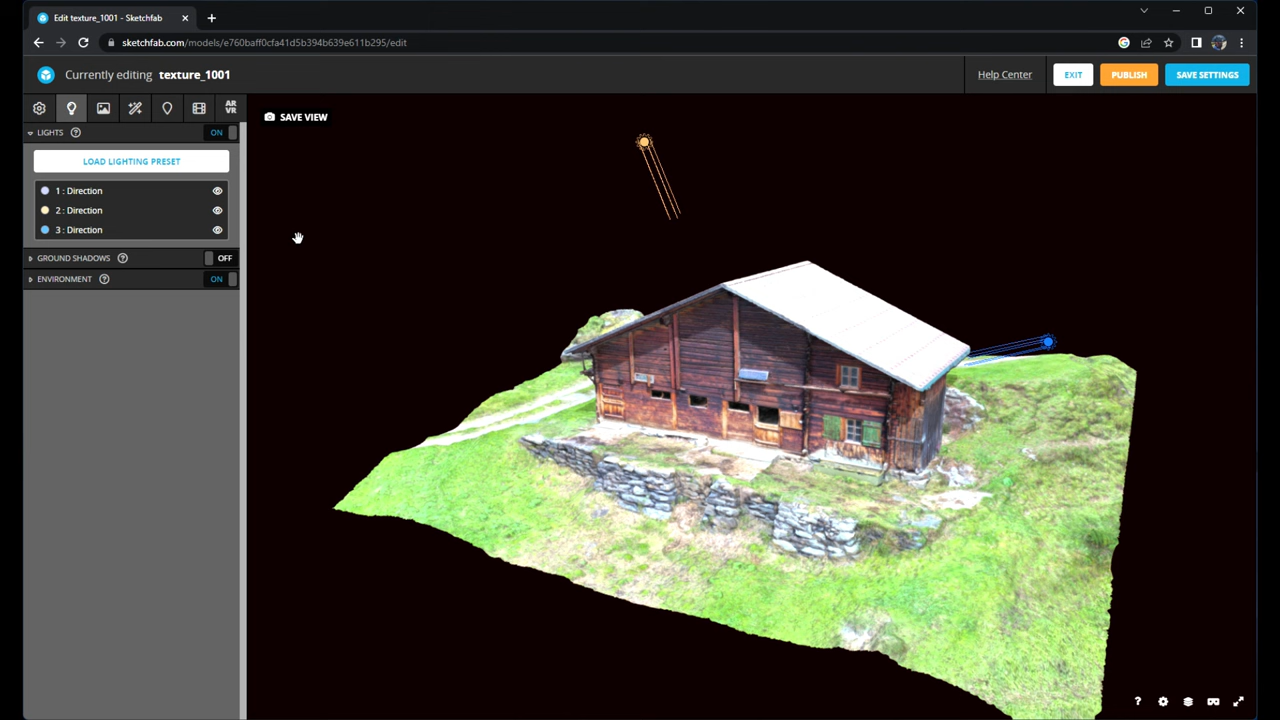 Edit texture_1001 - Sketchfab
sketchfab.com/models/e760baff0cfa41d5b394b639e611b295/edit
Currently editing texture_1001
Help Center
EXIT
PUBLISH
SAVE SETTINGS
AR
VR
LIGHTS ? ON
SAVE VIEW
LOAD LIGHTING PRESET
1 : Direction
2 : Direction
3 : Direction
GROUND SHADOWS ? OFF
ENVIRONMENT ? ON
?